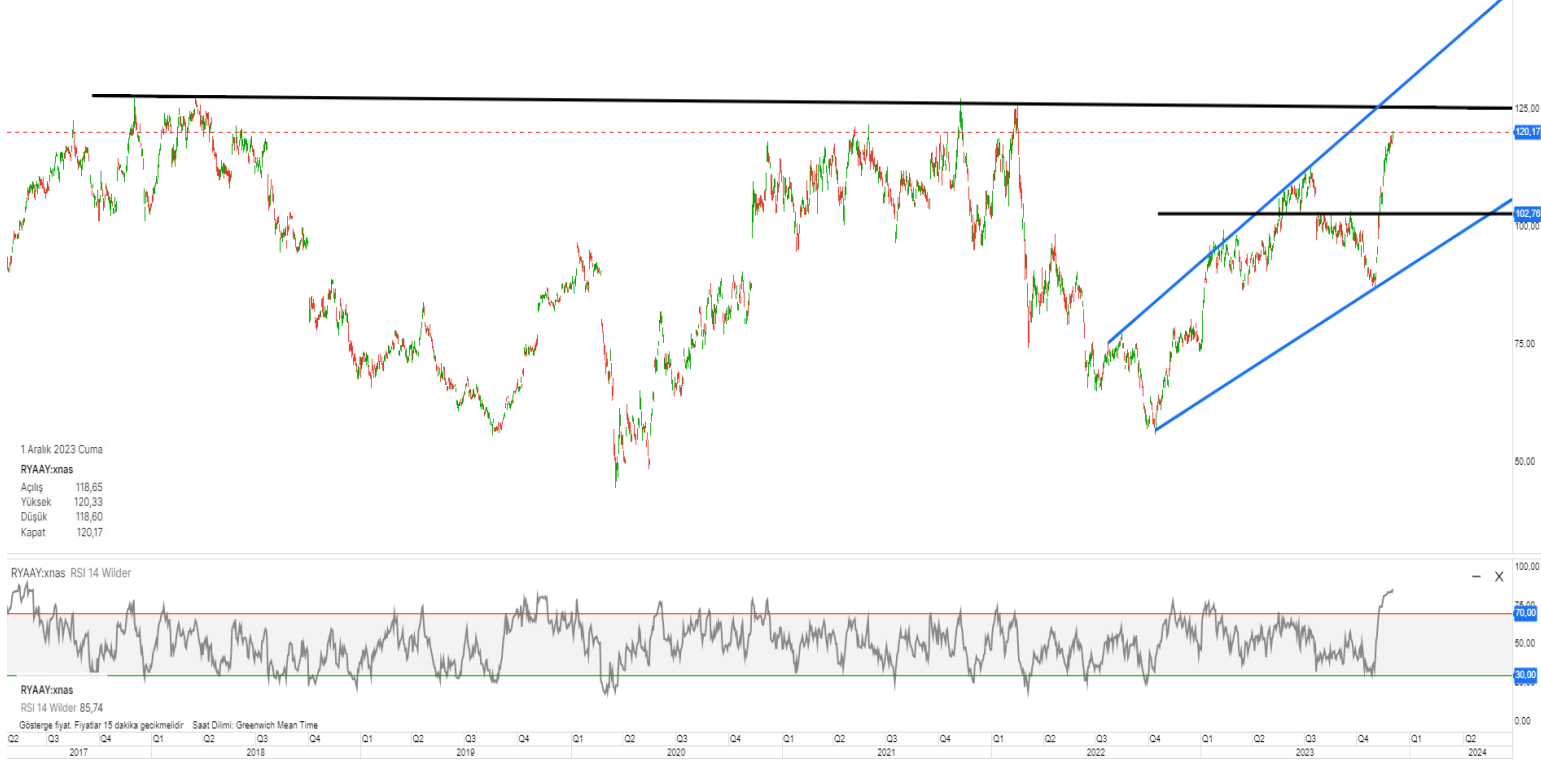 125,00
120,17
102,76
100,00
75,00
50,00
1 Aralık 2023 Cuma
RYAAY:xnas
Açılış 118,65
Yüksek 120,33
Düşük 118,60
Kapat 120,17
RYAAY:xnas RSI 14 Wilder
100,00
70,00
50,00
30,00
0,00
RYAAY:xnas
RSI 14 Wilder 85,74
Gösterge fiyat. Fiyatlar 15 dakika gecikmelidir Saat Dilimi: Greenwich Mean Time
Q2 Q3 Q4 Q1 Q2 Q3 Q4 Q1 Q2 Q3 Q4 Q1 Q2 Q3 Q4 Q1 Q2 Q3 Q4 Q1 Q2 Q3 Q4 Q1 Q2 Q3 Q4 Q1 Q2
2017 2018 2019 2020 2021 2022 2023 2024